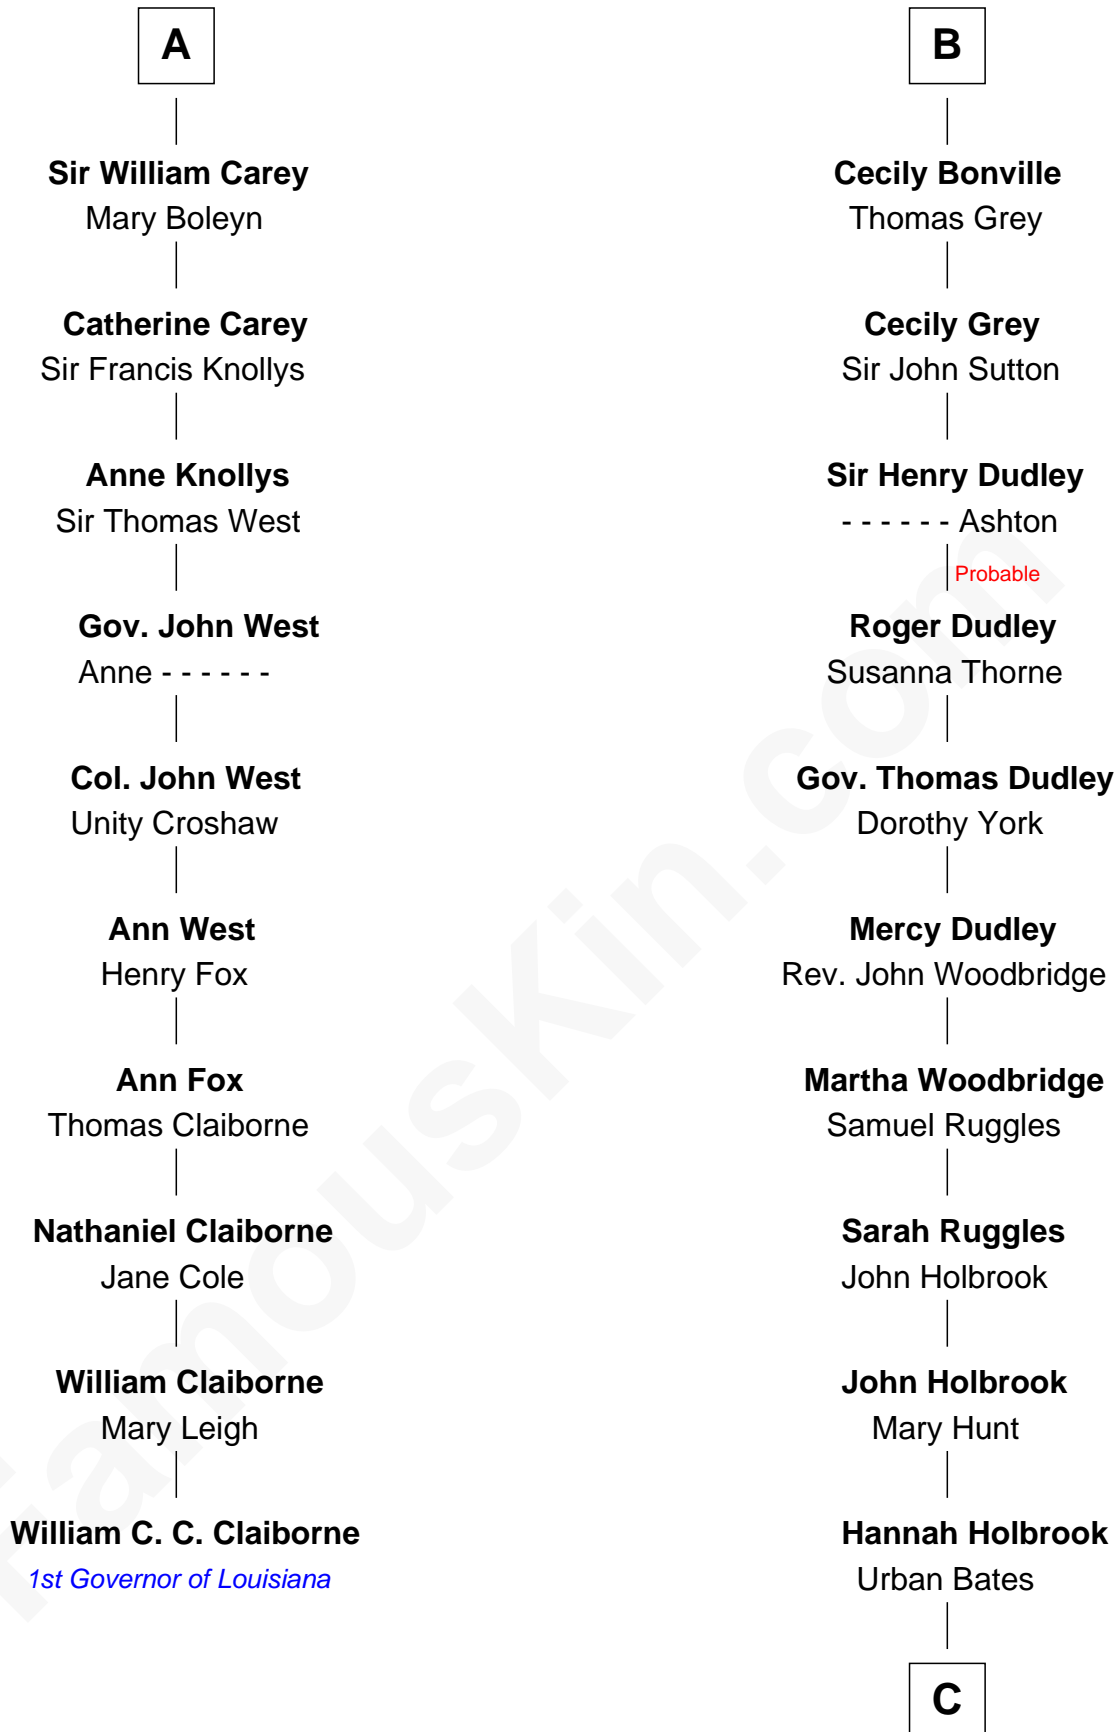 A
Sir William Carey
Mary Boleyn
Catherine Carey
Sir Francis Knollys
Anne Knollys
Sir Thomas West
Gov. John West
Anne - - - - - -
Col. John West
Unity Croshaw
Ann West
Henry Fox
Ann Fox
Thomas Claiborne
Nathaniel Claiborne
Jane Cole
William Claiborne
Mary Leigh
William C. C. Claiborne
1st Governor of Louisiana
B
Cecily Bonville
Thomas Grey
Cecily Grey
Sir John Sutton
Sir Henry Dudley
- - - - - - Ashton
Probable
Roger Dudley
Susanna Thorne
Gov. Thomas Dudley
Dorothy York
Mercy Dudley
Rev. John Woodbridge
Martha Woodbridge
Samuel Ruggles
Sarah Ruggles
John Holbrook
John Holbrook
Mary Hunt
Hannah Holbrook
Urban Bates
C
FamousKin.com